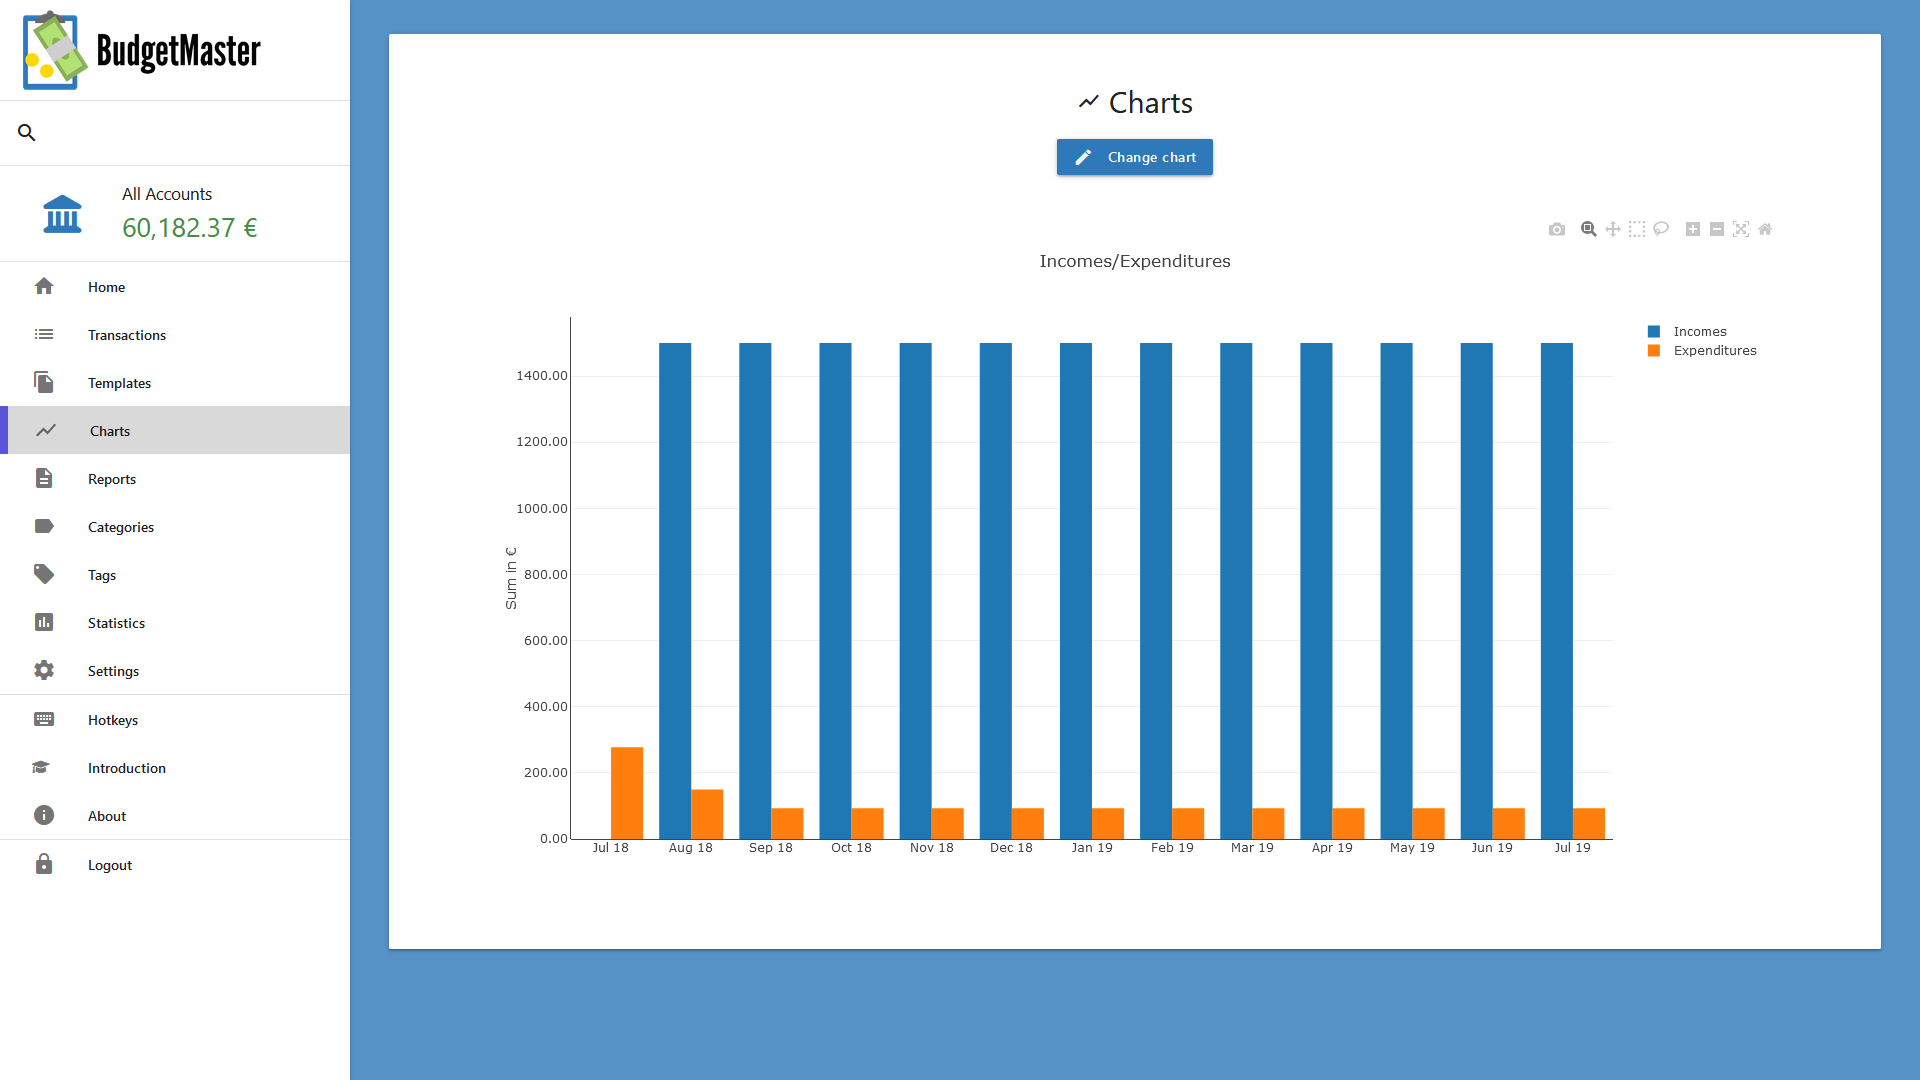 BudgetMaster
All Accounts
60,182.37 €
Home
Transactions
Templates
Charts
Reports
Categories
Tags
Statistics
Settings
Hotkeys
Introduction
About
Logout
Charts
Change chart
Incomes/Expenditures
Incomes
Expenditures
Sum in €
1400.00
1200.00
1000.00
800.00
600.00
400.00
200.00
0.00
Jul 18 Aug 18 Sep 18 Oct 18 Nov 18 Dec 18 Jan 19 Feb 19 Mar 19 Apr 19 May 19 Jun 19 Jul 19